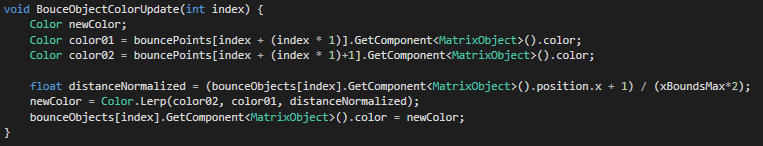 void BouceObjectColorUpdate(int index) {
Color newColor;
Color color01 = bouncePoints[index + (index * 1)].GetComponent<MatrixObject>().color;
Color color02 = bouncePoints[index + (index * 1)+1].GetComponent<MatrixObject>().color;
float distanceNormalized = (bounceObjects[index].GetComponent<MatrixObject>().position.x + 1) / (xBoundsMax*2);
newColor = Color.Lerp(color02, color01, distanceNormalized);
bounceObjects[index].GetComponent<MatrixObject>().color = newColor;
}